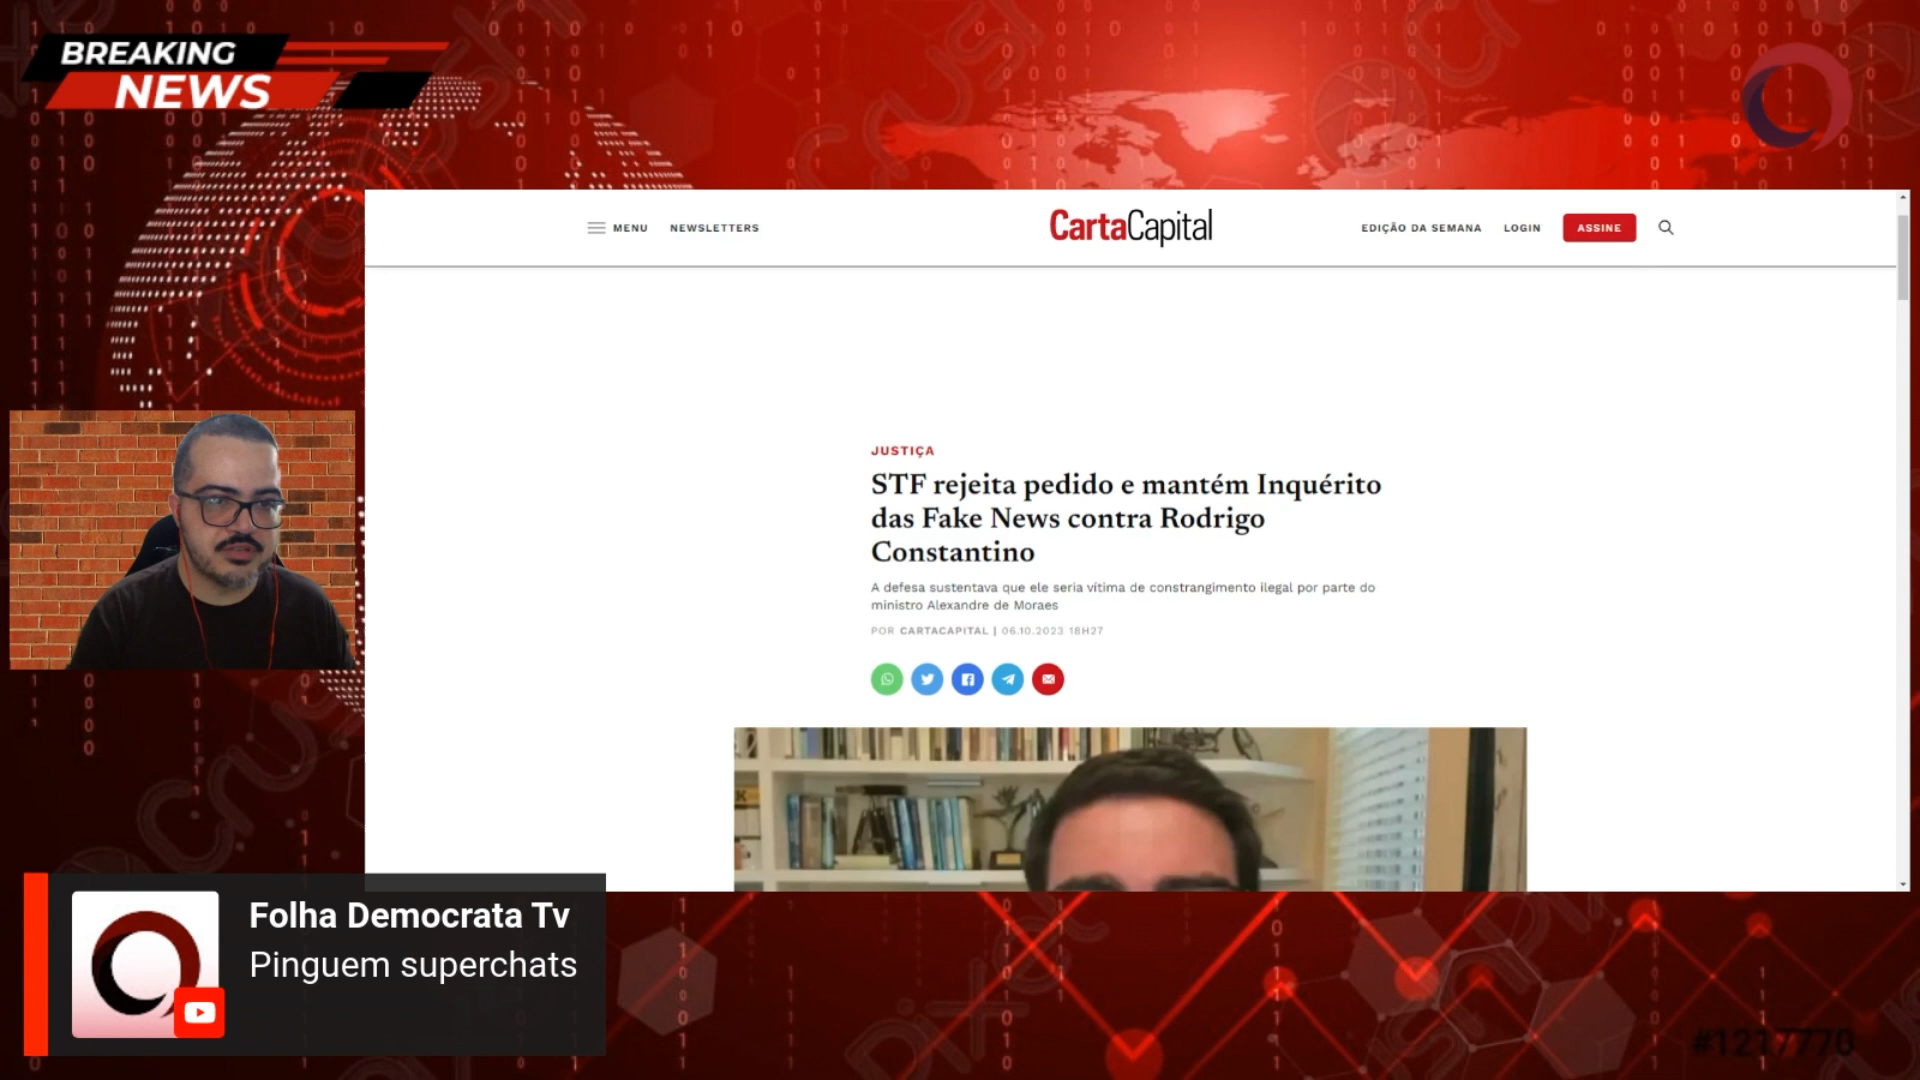 BREAKING
NEWS
MENU NEWSLETTERS
CartaCapital
EDIÇÃO DA SEMANA LOGIN ASSINE
JUSTIÇA
STF rejeita pedido e mantém Inquérito
das Fake News contra Rodrigo
Constantino
A defesa sustentava que ele seria vítima de constrangimento ilegal por parte do
ministro Alexandre de Moraes
POR CARTACAPITAL | 06.10.2023 18H27
Folha Democrata Tv
Pinguem superchats
#1217770